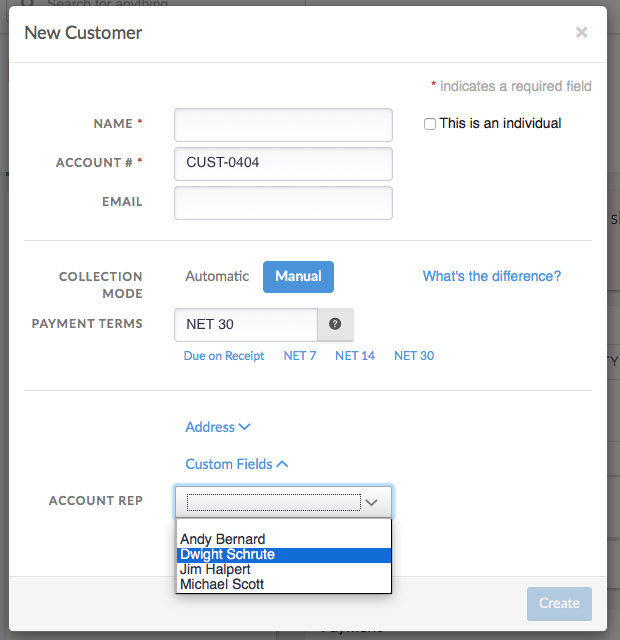 Search for anything
New Customer
×
* indicates a required field
NAME *
This is an individual
ACCOUNT # *
CUST-0404
EMAIL
COLLECTION MODE
Automatic
Manual
What's the difference?
PAYMENT TERMS
NET 30
?
Due on Receipt NET 7 NET 14 NET 30
Address
Custom Fields
ACCOUNT REP
Andy Bernard
Dwight Schrute
Jim Halpert
Michael Scott
Create